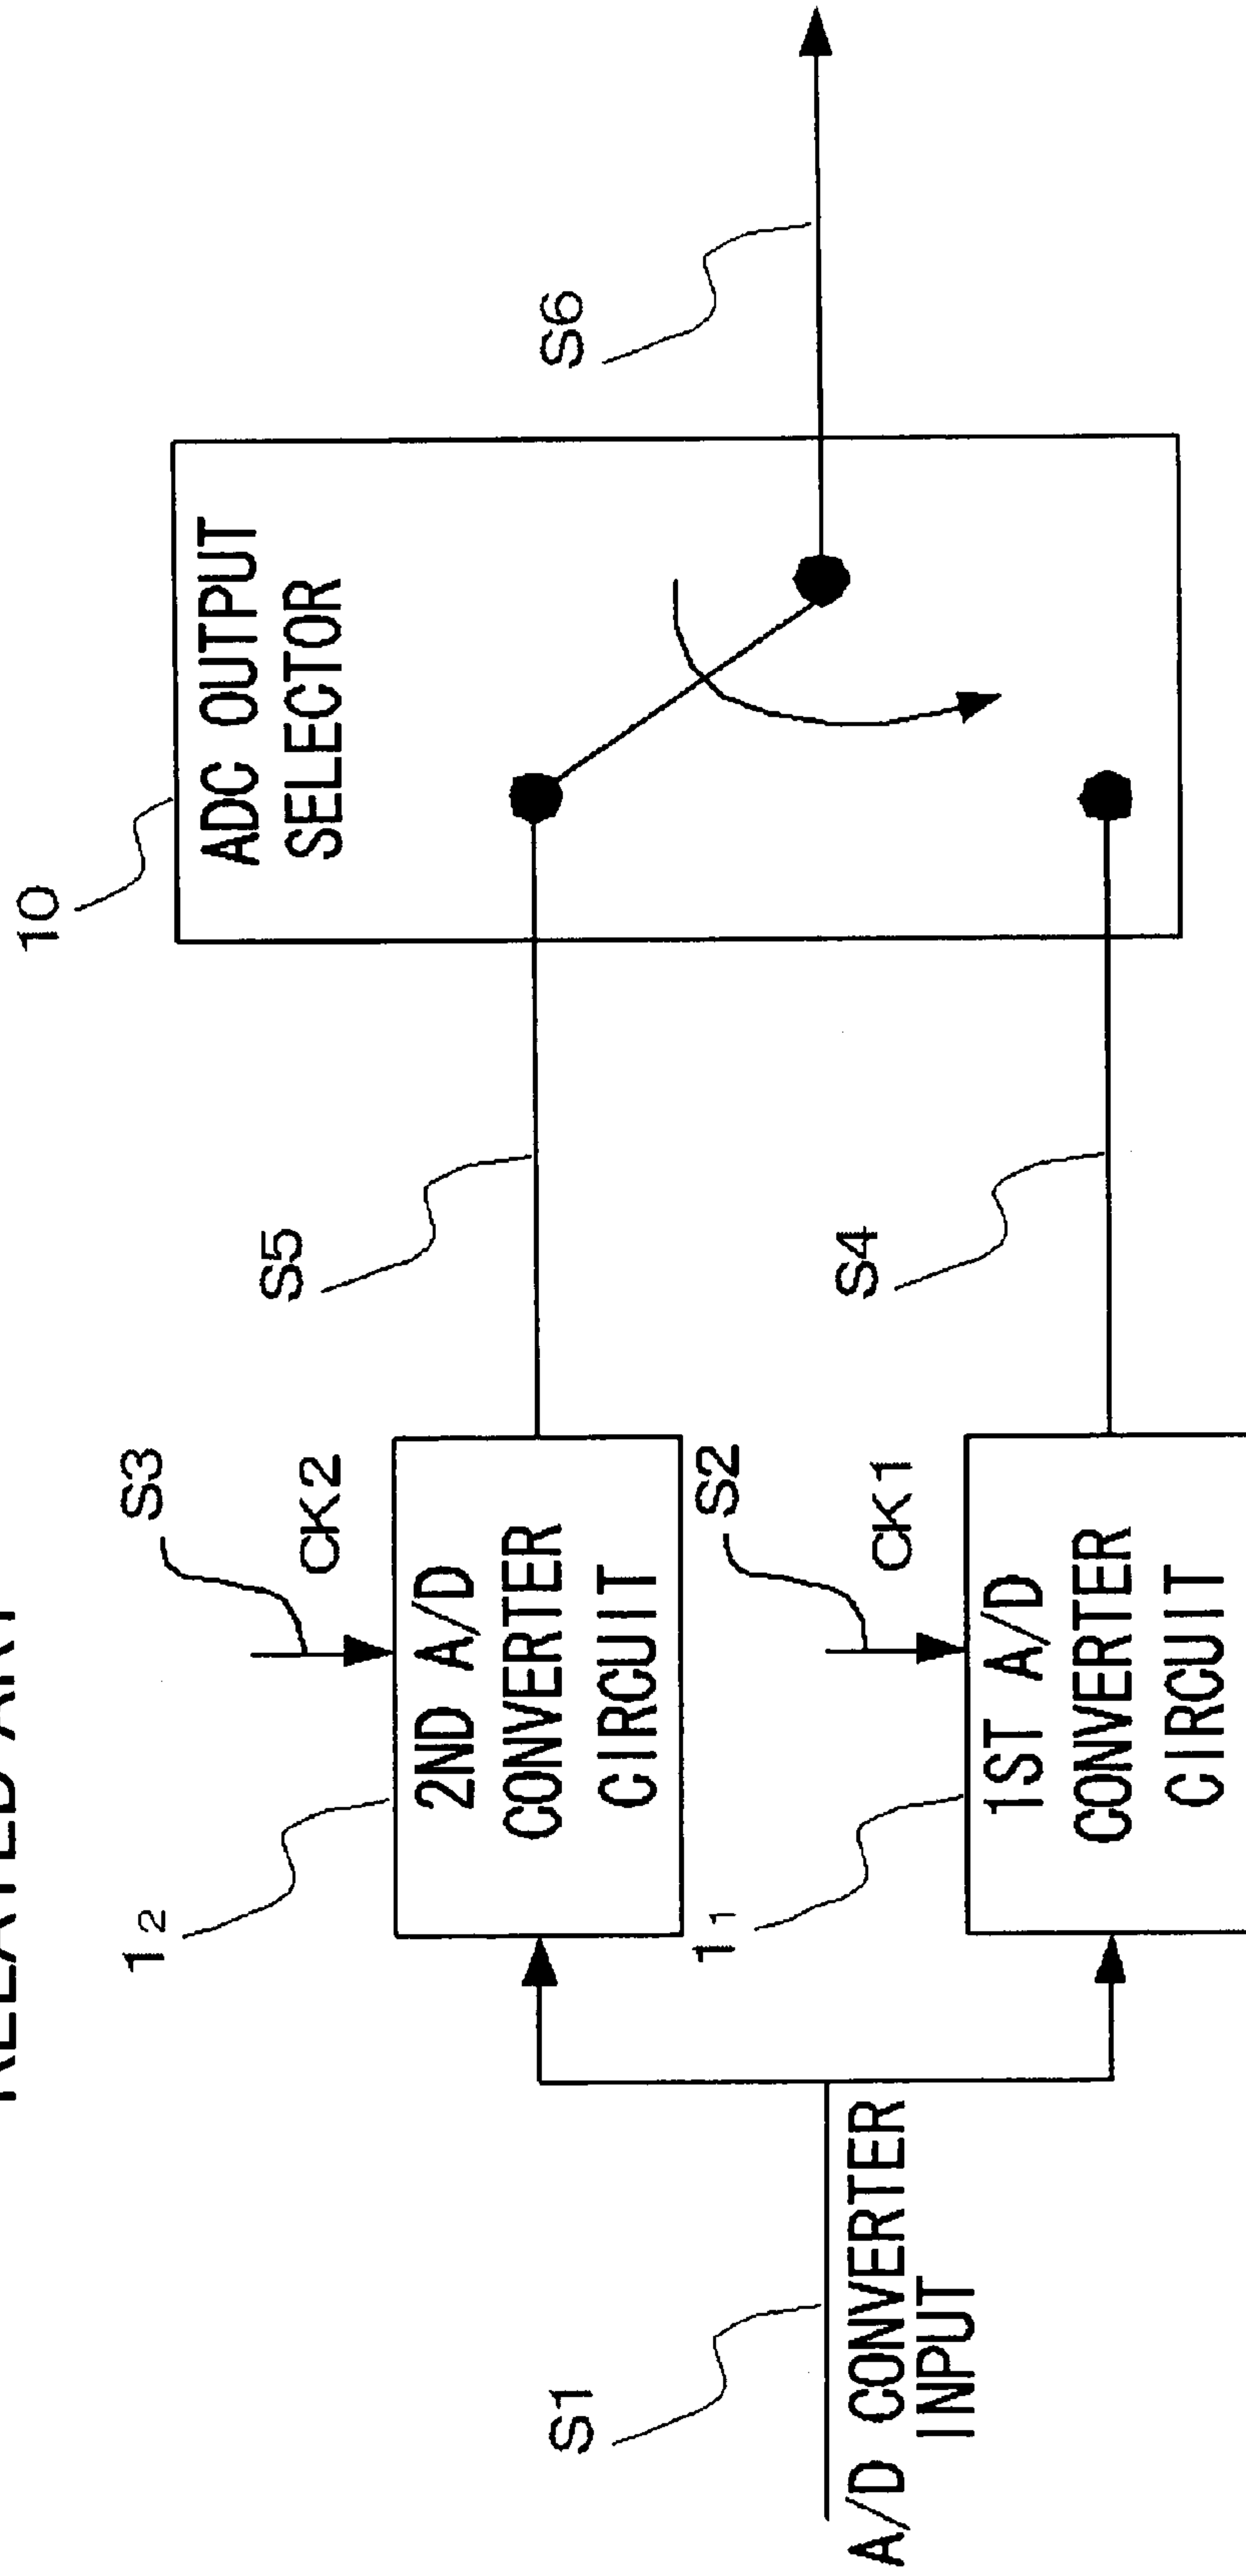 RELATED ART
10
ADC OUTPUT
SELECTOR
S6
S5
S4
S3
CK2
1₂
2ND A/D
CONVERTER
CIRCUIT
S2
CK1
1₁
1ST A/D
CONVERTER
CIRCUIT
S1
A/D CONVERTER
INPUT